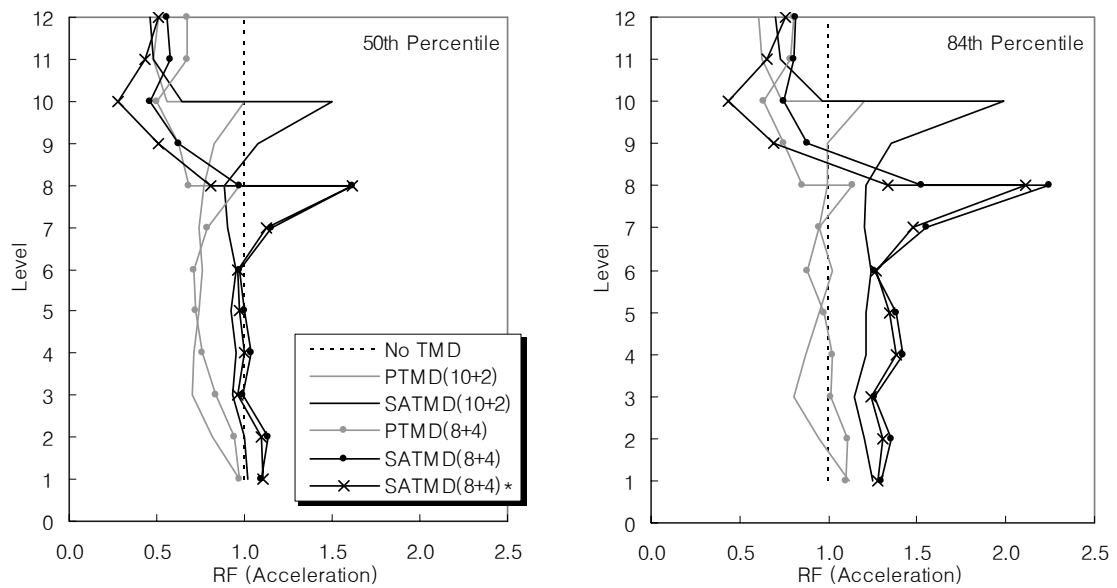 12
11
10
9
8
7
6
5
4
3
2
1
0
Level
50th Percentile
No TMD
PTMD(10+2)
SATMD(10+2)
PTMD(8+4)
SATMD(8+4)
SATMD(8+4)*
0.0 0.5 1.0 1.5 2.0 2.5
RF (Acceleration)
12
11
10
9
8
7
6
5
4
3
2
1
0
Level
84th Percentile
0.0 0.5 1.0 1.5 2.0 2.5
RF (Acceleration)